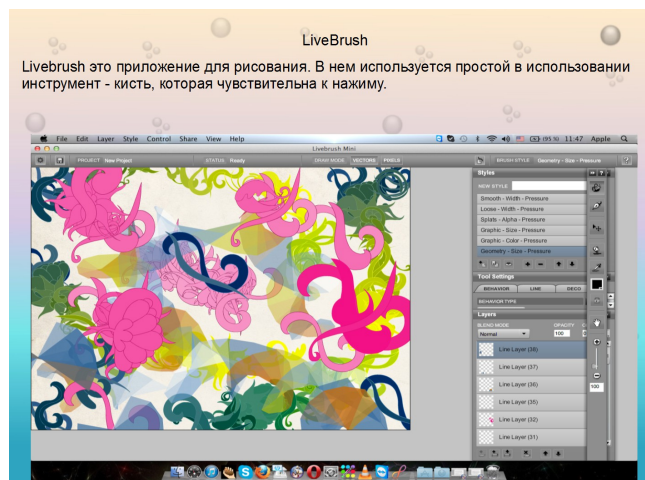 LiveBrush
Livebrush это приложение для рисования. В нем используется простой в использовании
инструмент - кисть, которая чувствительна к нажиму.
File Edit Layer Style Control Share View Help
11.47 Apple
Livebrush Mini
PROJECT New Project STATUS Ready DRAW MODE VECTORS PIXELS BRUSH STYLE Geometry - Size - Pressure ?
Styles
NEW STYLE
Smooth - Width - Pressure
Loose - Width - Pressure
Splats - Alpha - Pressure
Graphic - Size - Pressure
Graphic - Color - Pressure
Geometry - Size - Pressure
Tool Settings
BEHAVIOR LINE DECO
BEHAVIOR TYPE
Layers
BLEND MODE OPACITY
Normal 100
Line Layer (38)
Line Layer (37)
Line Layer (36)
Line Layer (35)
Line Layer (32)
Line Layer (31)
100